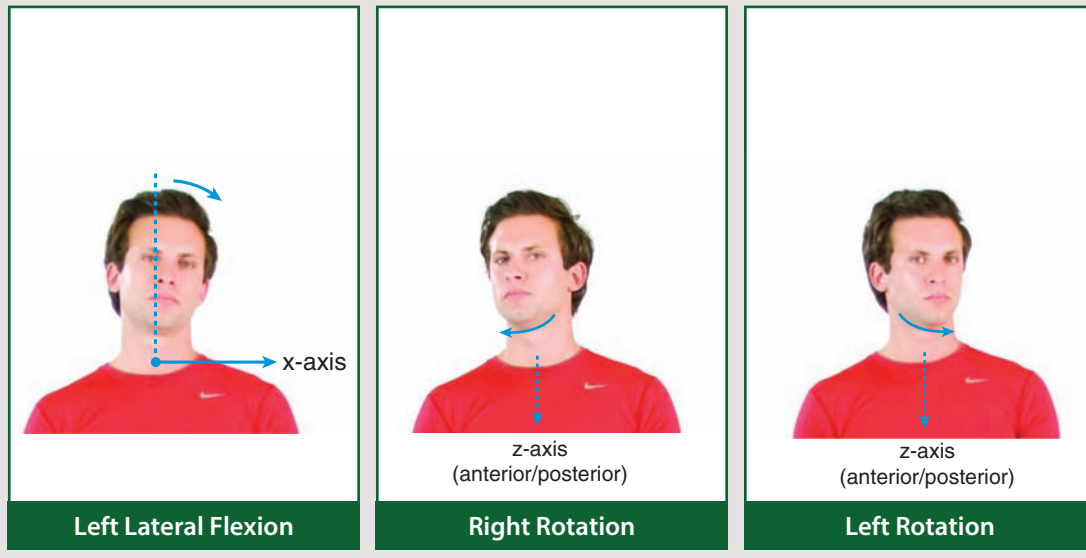 x-axis
z-axis
(anterior/posterior)
z-axis
(anterior/posterior)
Left Lateral Flexion
Right Rotation
Left Rotation